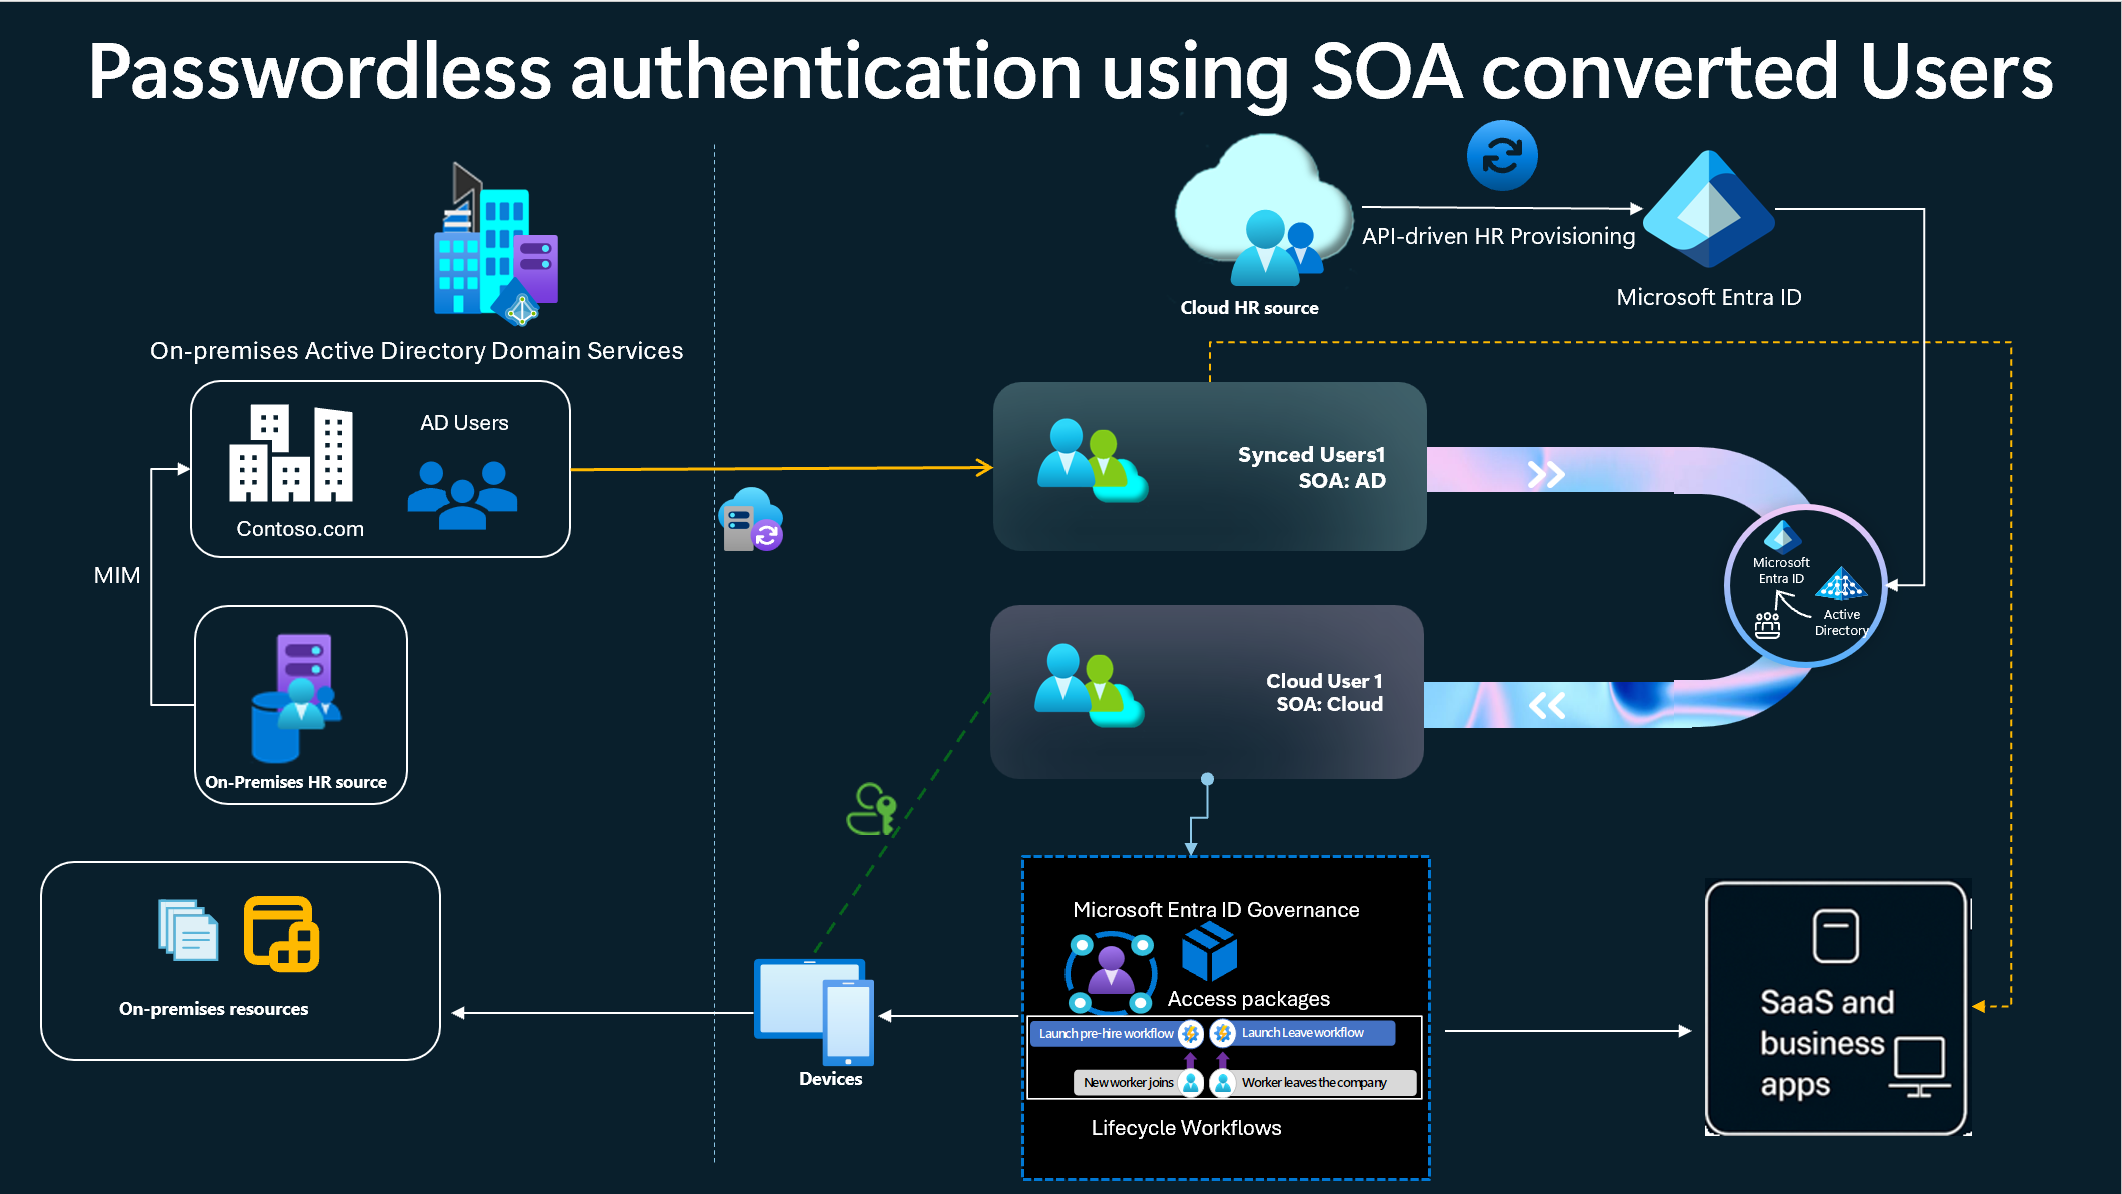 Passwordless authentication using SOA converted Users
API-driven HR Provisioning
Cloud HR source
Microsoft Entra ID
On-premises Active Directory Domain Services
AD Users
Contoso.com
MIM
On-Premises HR source
Synced Users1
SOA: AD
Microsoft
Entra ID
Active
Directory
Cloud User 1
SOA: Cloud
On-premises resources
Devices
Microsoft Entra ID Governance
Access packages
Launch pre-hire workflow
Launch Leave workflow
New worker joins
Worker leaves the company
Lifecycle Workflows
SaaS and
business
apps